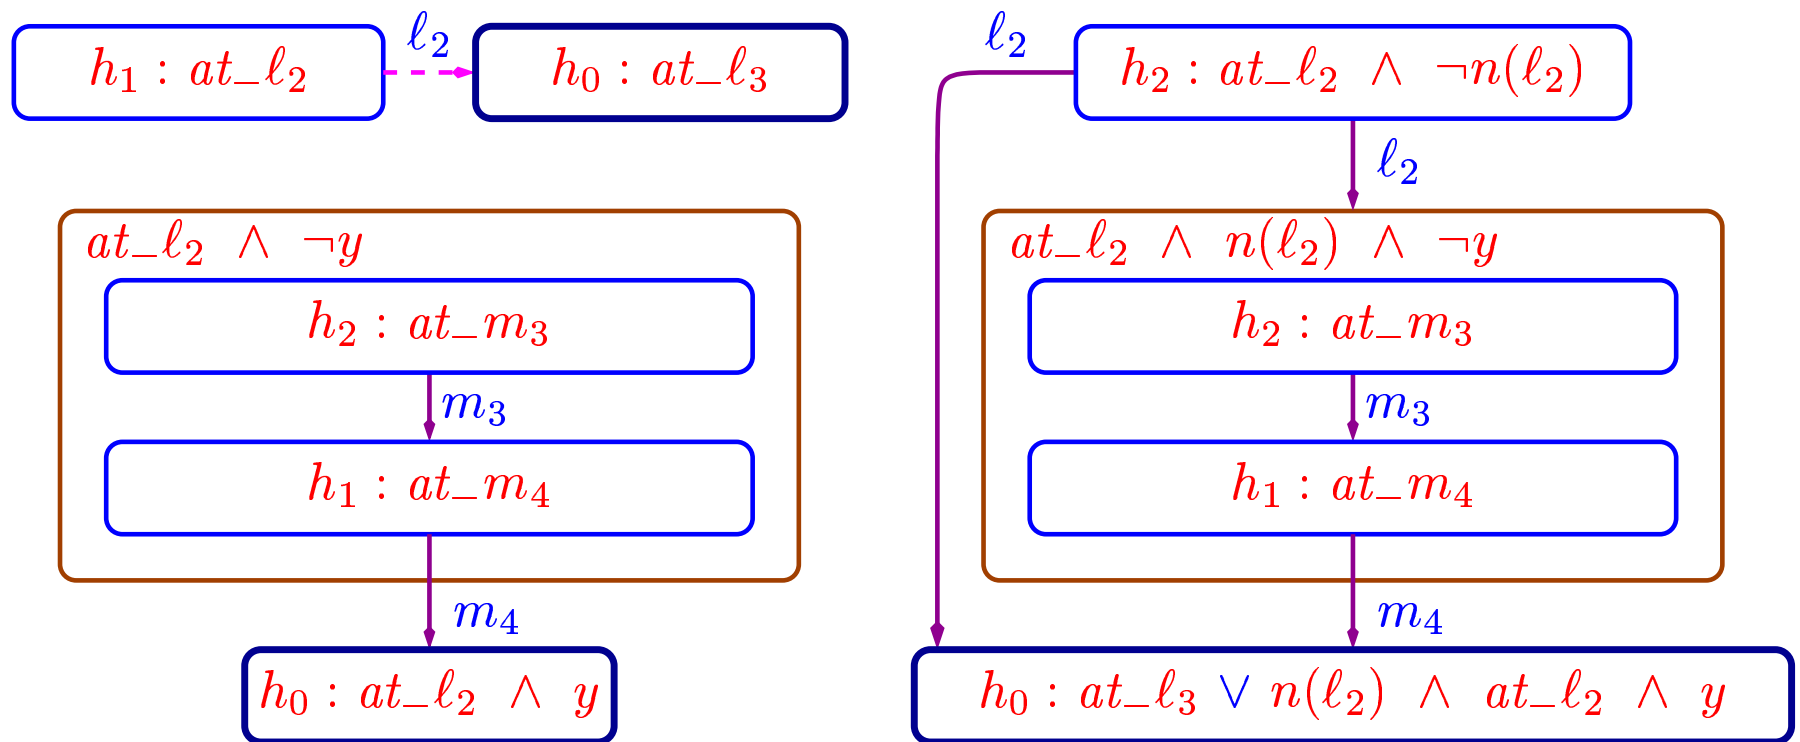 h₁ : at_ℓ₂
ℓ₂
h₀ : at_ℓ₃
at_ℓ₂ ∧ ¬y
h₂ : at_m₃
m₃
h₁ : at_m₄
m₄
h₀ : at_ℓ₂ ∧ y
ℓ₂
h₂ : at_ℓ₂ ∧ ¬n(ℓ₂)
ℓ₂
at_ℓ₂ ∧ n(ℓ₂) ∧ ¬y
h₂ : at_m₃
m₃
h₁ : at_m₄
m₄
h₀ : at_ℓ₃ ∨ n(ℓ₂) ∧ at_ℓ₂ ∧ y